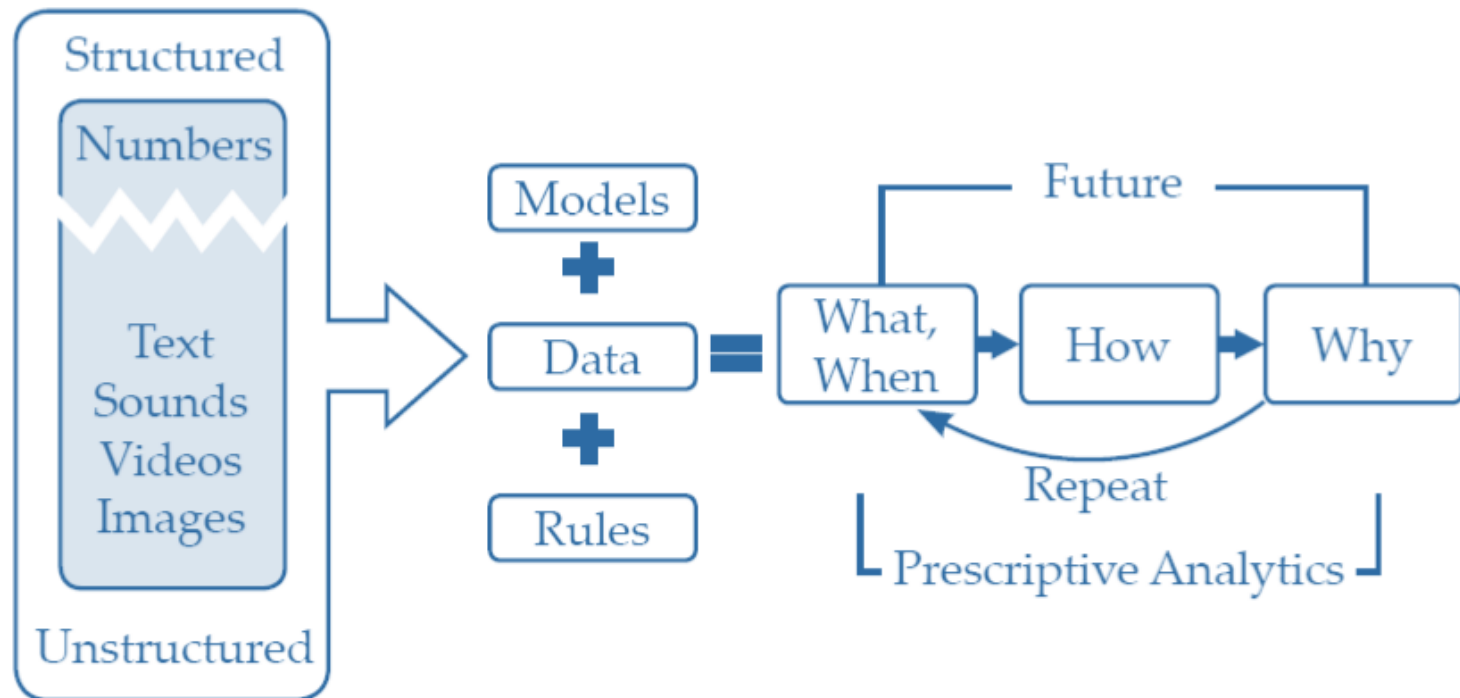 Structured
Numbers
Text
Sounds
Videos
Images
Unstructured
Models
Data
Rules
Future
What,
When
How
Why
Repeat
Prescriptive Analytics